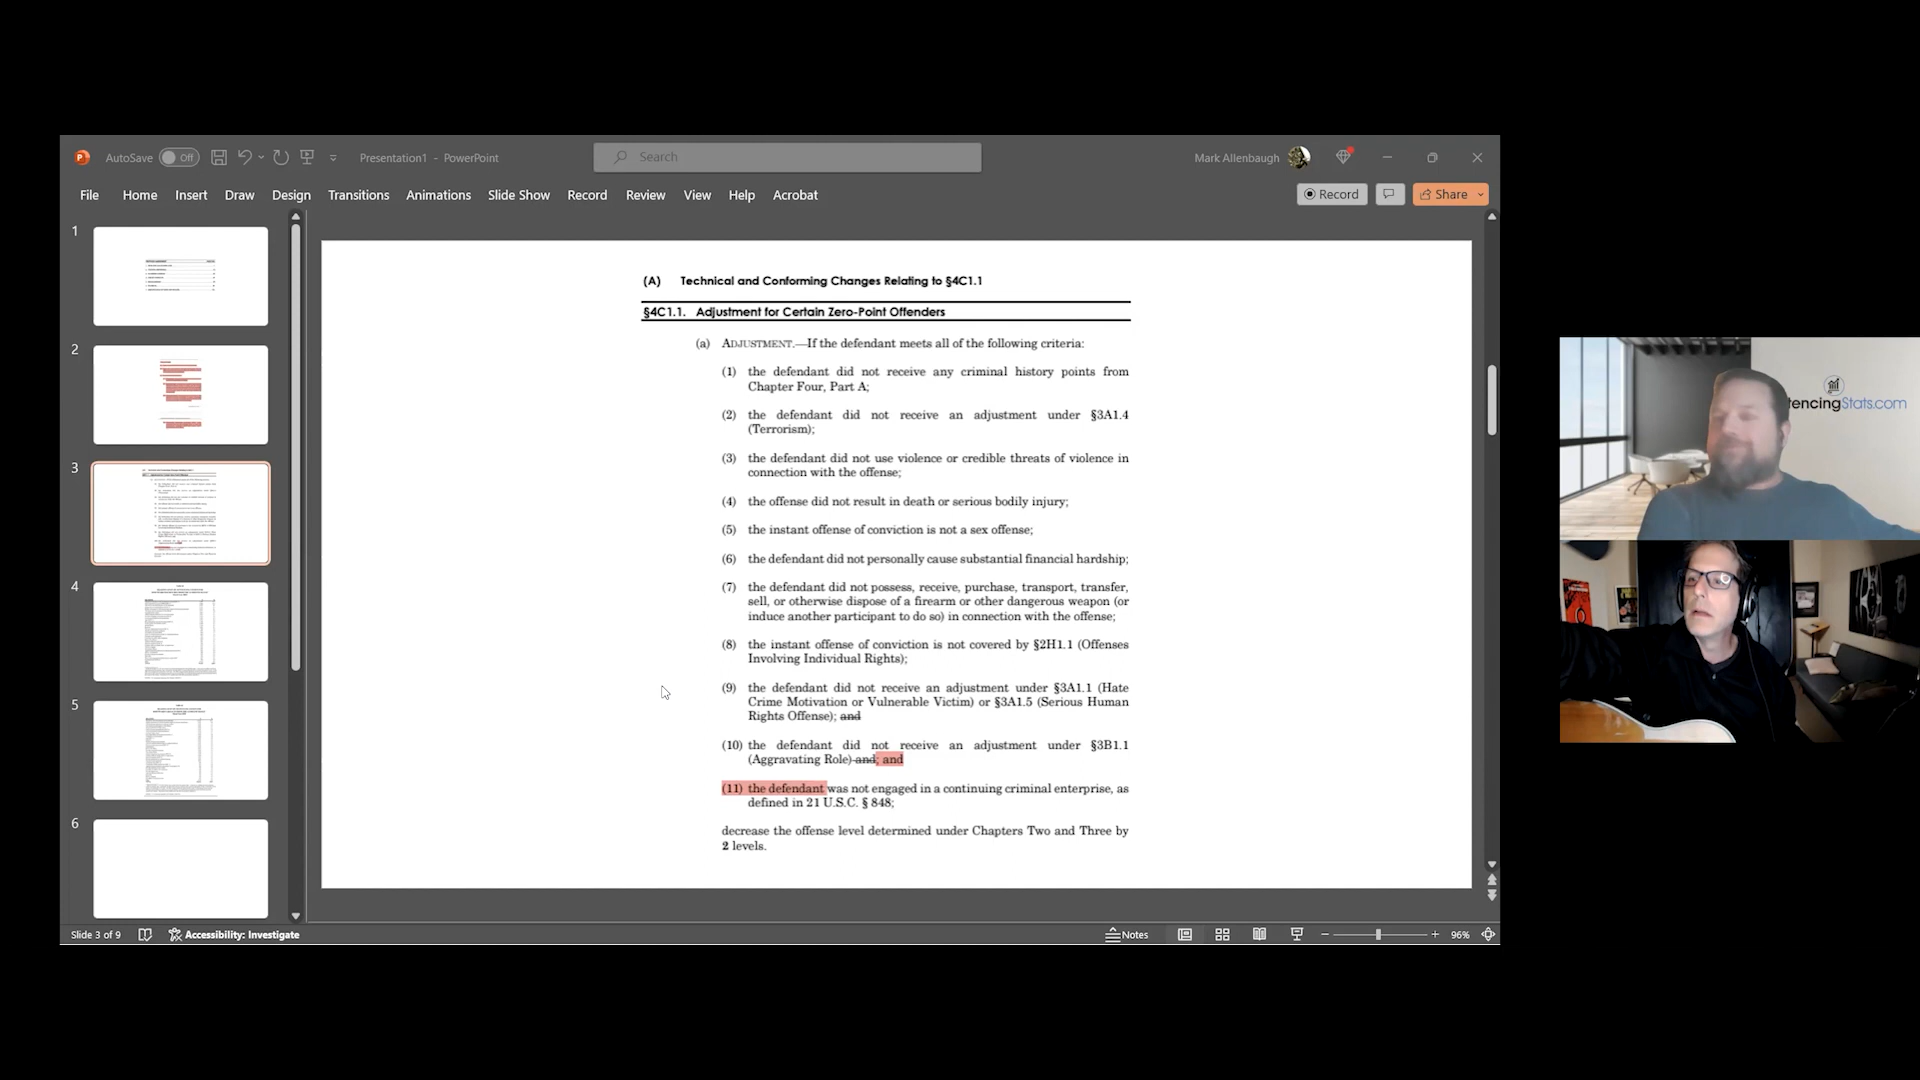 AutoSave Off Presentation1 - PowerPoint Search Mark Allenbaugh
File Home Insert Draw Design Transitions Animations Slide Show Record Review View Help Acrobat Record Share
1
2
3
4
5
6
(A) Technical and Conforming Changes Relating to §4C1.1
§4C1.1. Adjustment for Certain Zero-Point Offenders
(a) ADJUSTMENT.—If the defendant meets all of the following criteria:
(1) the defendant did not receive any criminal history points from
Chapter Four, Part A;
(2) the defendant did not receive an adjustment under §3A1.4
(Terrorism);
(3) the defendant did not use violence or credible threats of violence in
connection with the offense;
(4) the offense did not result in death or serious bodily injury;
(5) the instant offense of conviction is not a sex offense;
(6) the defendant did not personally cause substantial financial hardship;
(7) the defendant did not possess, receive, purchase, transport, transfer,
sell, or otherwise dispose of a firearm or other dangerous weapon (or
induce another participant to do so) in connection with the offense;
(8) the instant offense of conviction is not covered by §2H1.1 (Offenses
Involving Individual Rights);
(9) the defendant did not receive an adjustment under §3A1.1 (Hate
Crime Motivation or Vulnerable Victim) or §3A1.5 (Serious Human
Rights Offense); and
(10) the defendant did not receive an adjustment under §3B1.1
(Aggravating Role) and; and
(11) the defendant was not engaged in a continuing criminal enterprise, as
defined in 21 U.S.C. § 848;
decrease the offense level determined under Chapters Two and Three by
2 levels.
tencingStats.com
Slide 3 of 9 Accessibility: Investigate Notes 96%